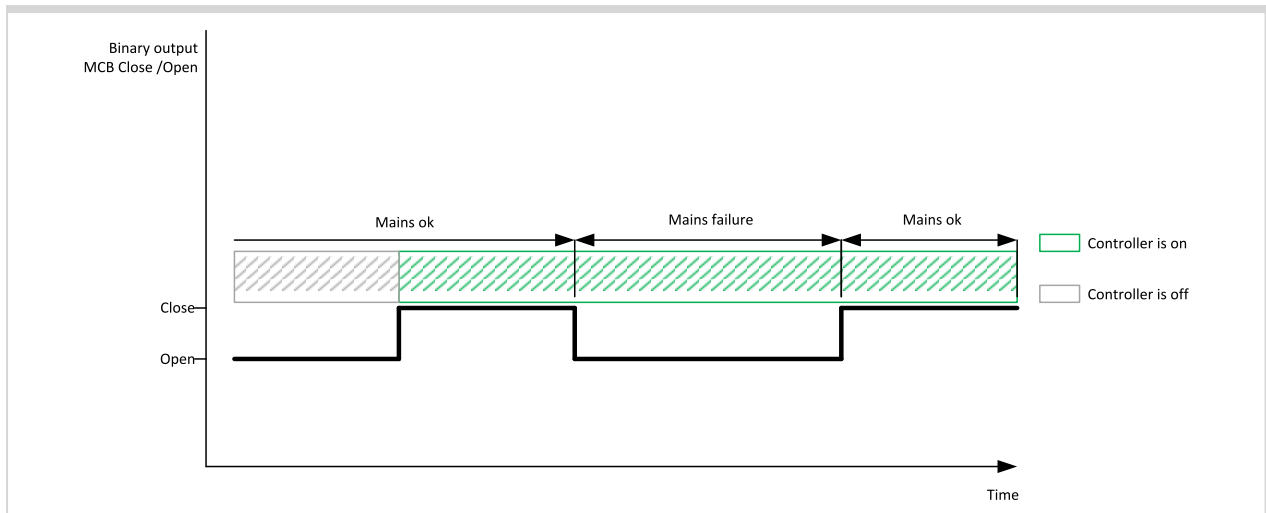 Binary output
MCB Close /Open
Mains ok
Mains failure
Mains ok
Controller is on
Controller is off
Close
Open
Time